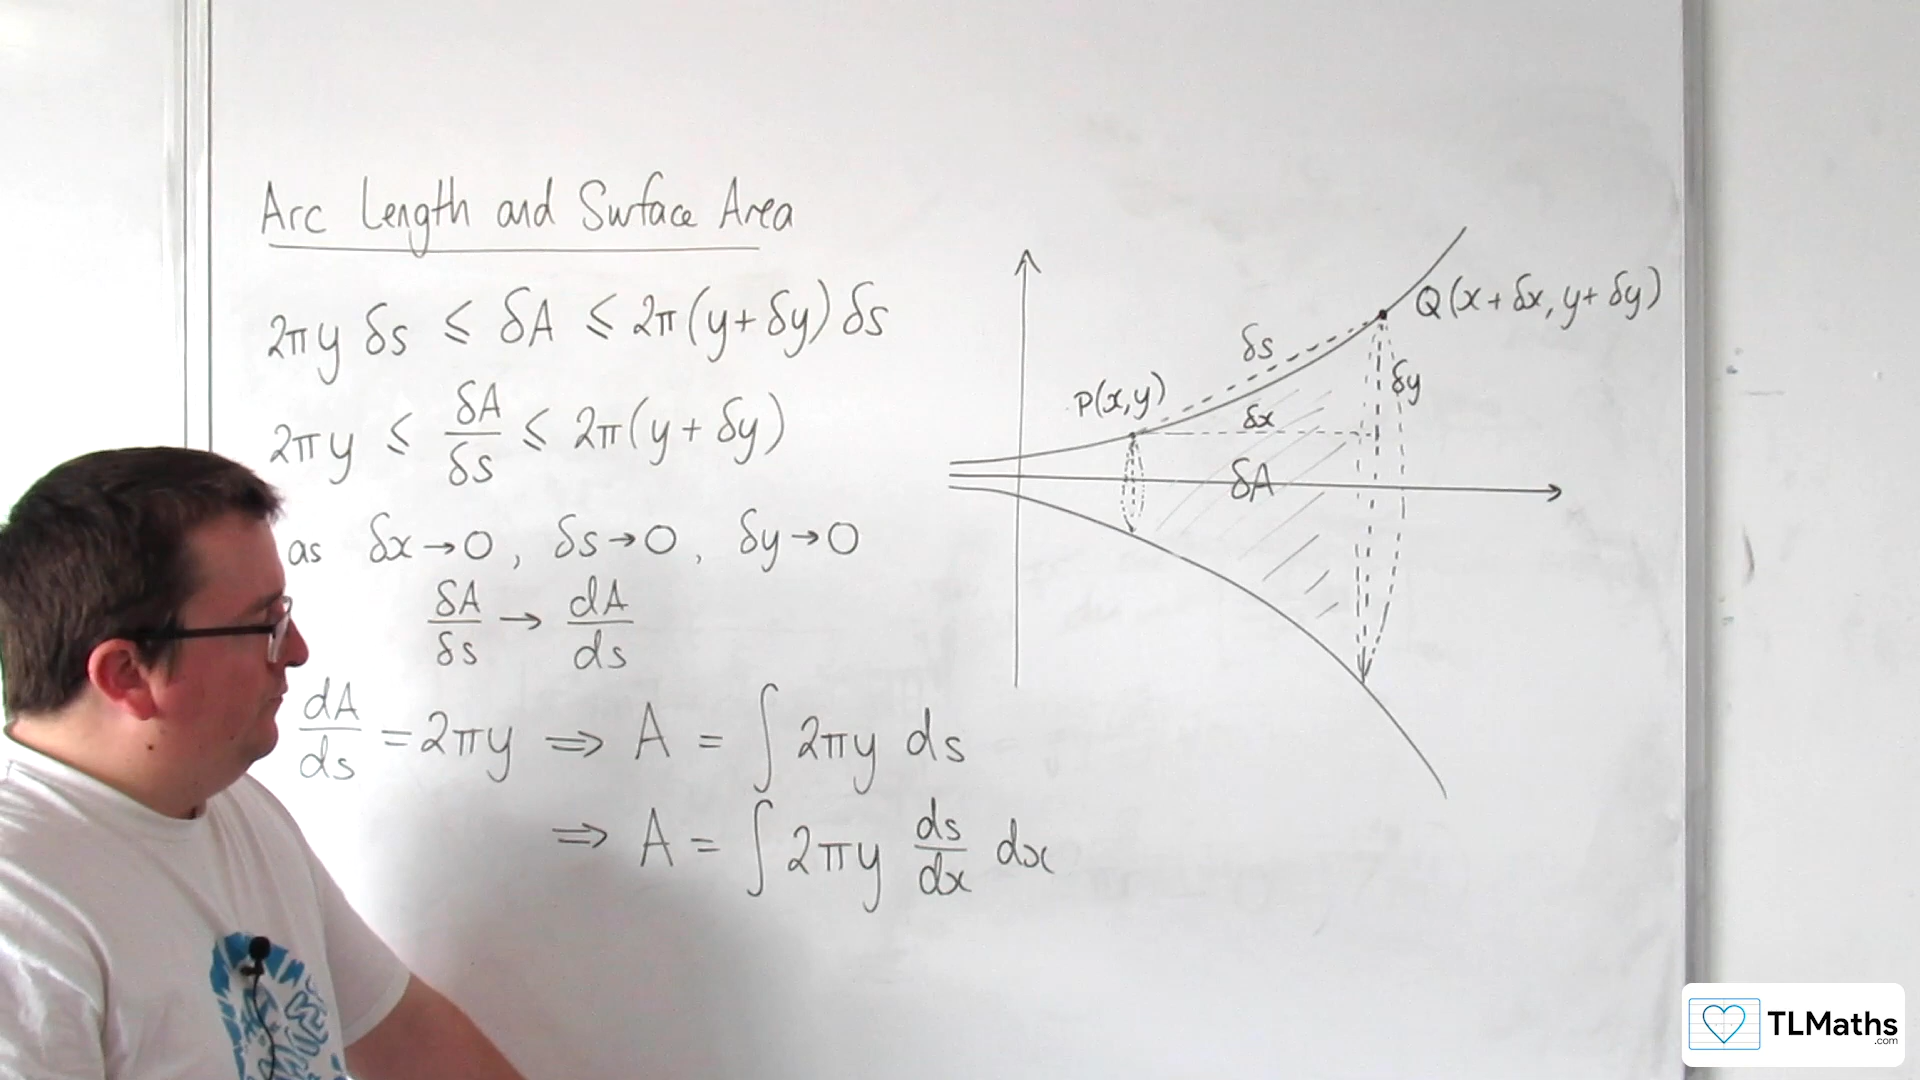 Arc Length and Surface Area
2πy δs ⩽ δA ⩽ 2π(y+δy) δs
2πy ⩽ δA/δs ⩽ 2π(y + δy)
as δx→0, δs→0, δy→0
δA/δs → dA/ds
dA/ds = 2πy ⇒ A = ∫ 2πy ds
⇒ A = ∫ 2πy ds/dx dx
Q(x + δx, y + δy)
δs
δy
P(x,y)
δx
δA
TLMaths
.com